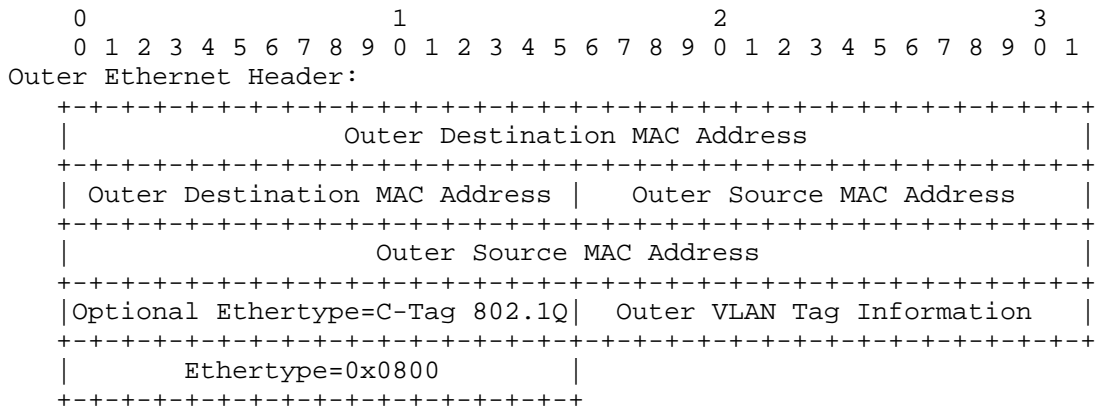 0                   1                   2                   3
    0 1 2 3 4 5 6 7 8 9 0 1 2 3 4 5 6 7 8 9 0 1 2 3 4 5 6 7 8 9 0 1
Outer Ethernet Header:
   +-+-+-+-+-+-+-+-+-+-+-+-+-+-+-+-+-+-+-+-+-+-+-+-+-+-+-+-+-+-+-+-+
   |                 Outer Destination MAC Address                 |
   +-+-+-+-+-+-+-+-+-+-+-+-+-+-+-+-+-+-+-+-+-+-+-+-+-+-+-+-+-+-+-+-+
   | Outer Destination MAC Address |   Outer Source MAC Address    |
   +-+-+-+-+-+-+-+-+-+-+-+-+-+-+-+-+-+-+-+-+-+-+-+-+-+-+-+-+-+-+-+-+
   |                   Outer Source MAC Address                    |
   +-+-+-+-+-+-+-+-+-+-+-+-+-+-+-+-+-+-+-+-+-+-+-+-+-+-+-+-+-+-+-+-+
   |Optional Ethertype=C-Tag 802.1Q|  Outer VLAN Tag Information   |
   +-+-+-+-+-+-+-+-+-+-+-+-+-+-+-+-+-+-+-+-+-+-+-+-+-+-+-+-+-+-+-+-+
   |       Ethertype=0x0800        |
   +-+-+-+-+-+-+-+-+-+-+-+-+-+-+-+-+